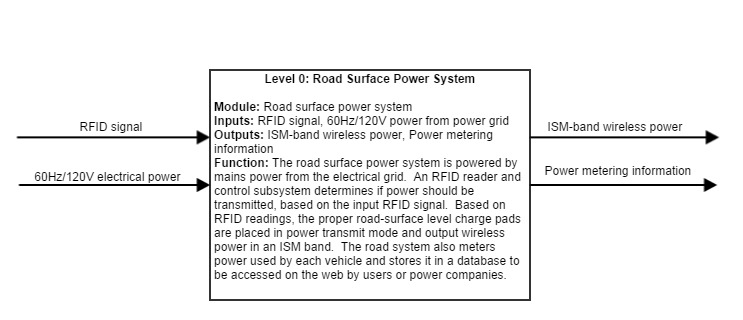 Level 0: Road Surface Power System
Module: Road surface power system
Inputs: RFID signal, 60Hz/120V power from power grid
Outputs: ISM-band wireless power, Power metering
information
Function: The road surface power system is powered by
mains power from the electrical grid.  An RFID reader and
control subsystem determines if power should be
transmitted, based on the input RFID signal.  Based on
RFID readings, the proper road-surface level charge pads
are placed in power transmit mode and output wireless
power in an ISM band.  The road system also meters
power used by each vehicle and stores it in a database to
be accessed on the web by users or power companies.
RFID signal
60Hz/120V electrical power
ISM-band wireless power
Power metering information